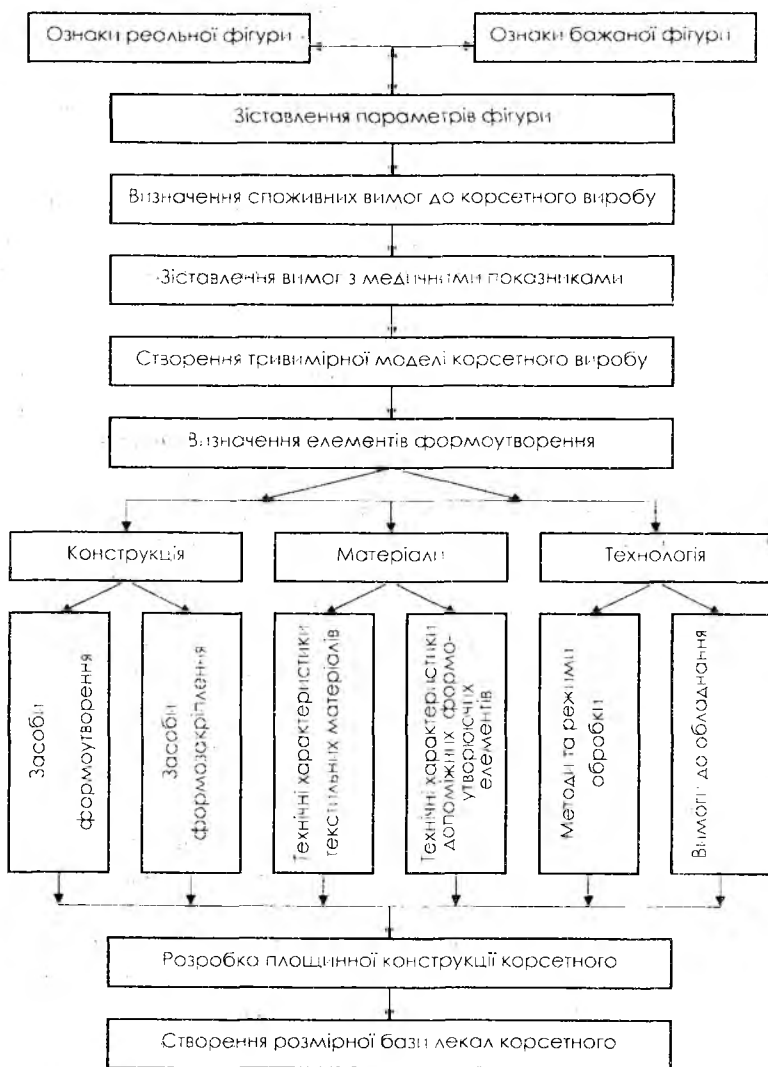 Ознаки реольної фігури
Ознаки бажаної фігури
Зіставлення параметрів фігури
Визначення споживних вимог до корсетного виробу
Зіставлення вимог з медичними показниками
Створення тривимірної моделі корсетного виробу
Визначення елементів формоутворення
Конструкція
Матеріали
Технологія
Засоби
формоутворення
Засоби
формозакріплення
Технічні характеристики
текстильних матеріалів
Технічні характеристики
допоміжних формо-
утворюючих
елементів
Методи та режими
обробки
Вимоги до обладнання
Розробка площинної конструкції корсетного
Створення розмірної бази лекал корсетного